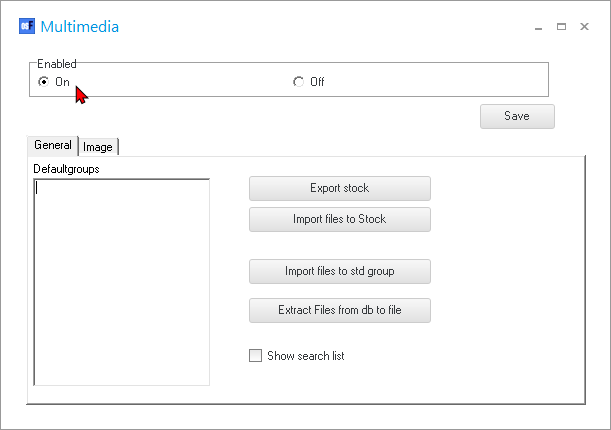 Multimedia
Enabled
On Off
Save
General Image
Defaultgroups
Export stock
Import files to Stock
Import files to std group
Extract Files from db to file
Show search list